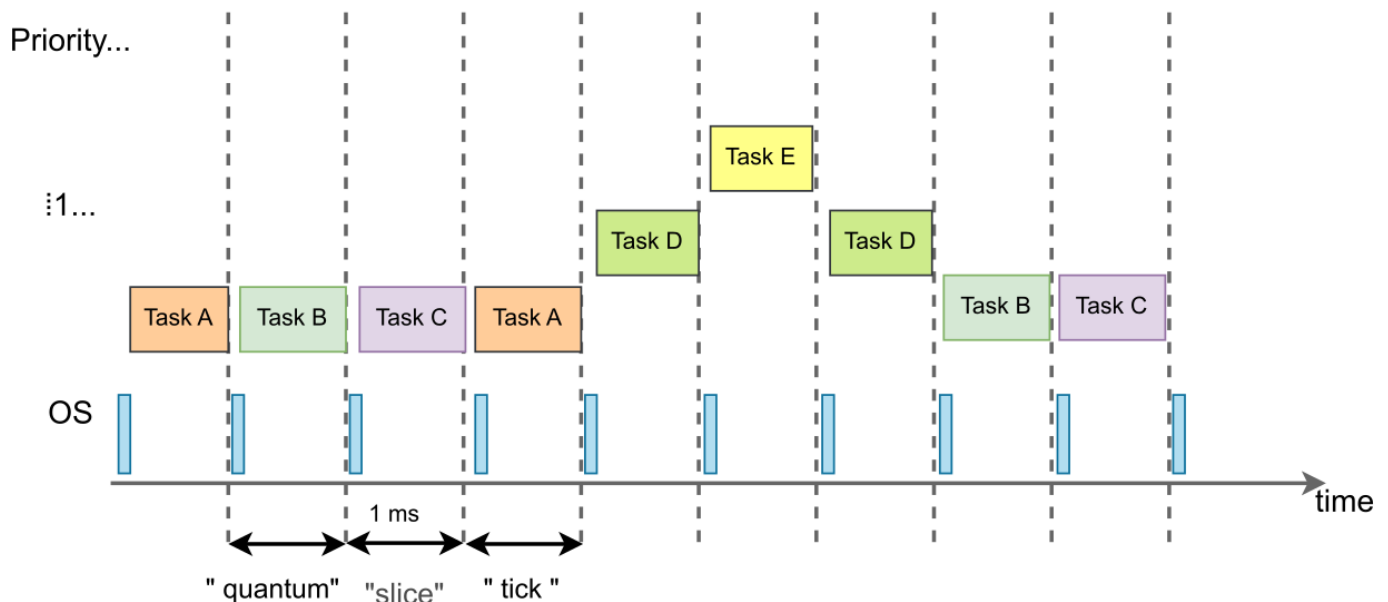 Priority...
Task E
⁞1...
Task D
Task D
Task A
Task B
Task C
Task A
Task B
Task C
OS
time
1 ms
" quantum"
"slice"
" tick "